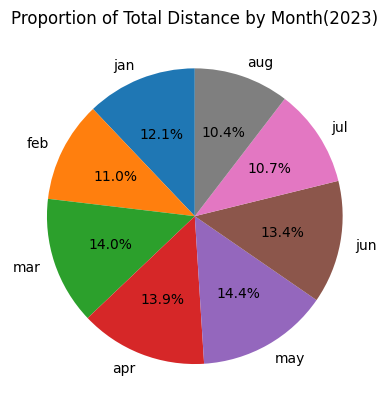 Proportion of Total Distance by Month(2023)
jan
12.1%
feb
11.0%
mar
14.0%
apr
13.9%
may
14.4%
jun
13.4%
jul
10.7%
aug
10.4%